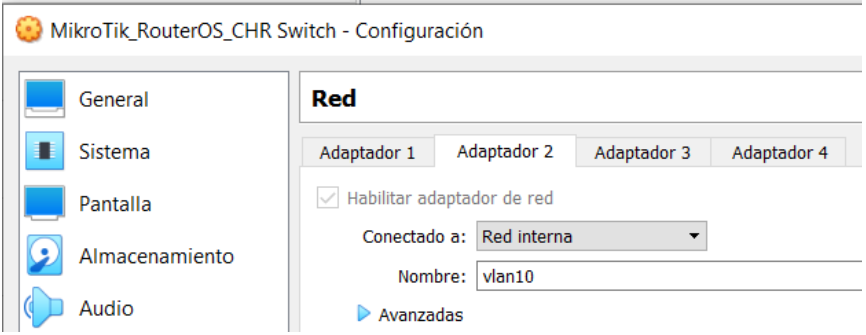 MikroTik_RouterOS_CHR Switch - Configuración
General
Sistema
Pantalla
Almacenamiento
Audio
Red
Adaptador 1 Adaptador 2 Adaptador 3 Adaptador 4
Habilitar adaptador de red
Conectado a: Red interna
Nombre: vlan10
Avanzadas